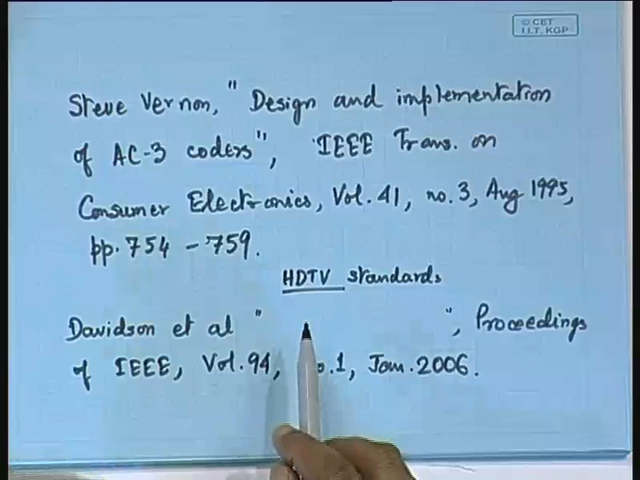 © CET
I.I.T. KGP
Steve Vernon, "Design and implementation
of AC-3 coders", IEEE Trans. on
Consumer Electronics, Vol. 41, no. 3, Aug 1995,
pp. 754 - 759.
HDTV standards
Davidson et al " ", Proceedings
of IEEE, Vol. 94, o.1, Jan. 2006.